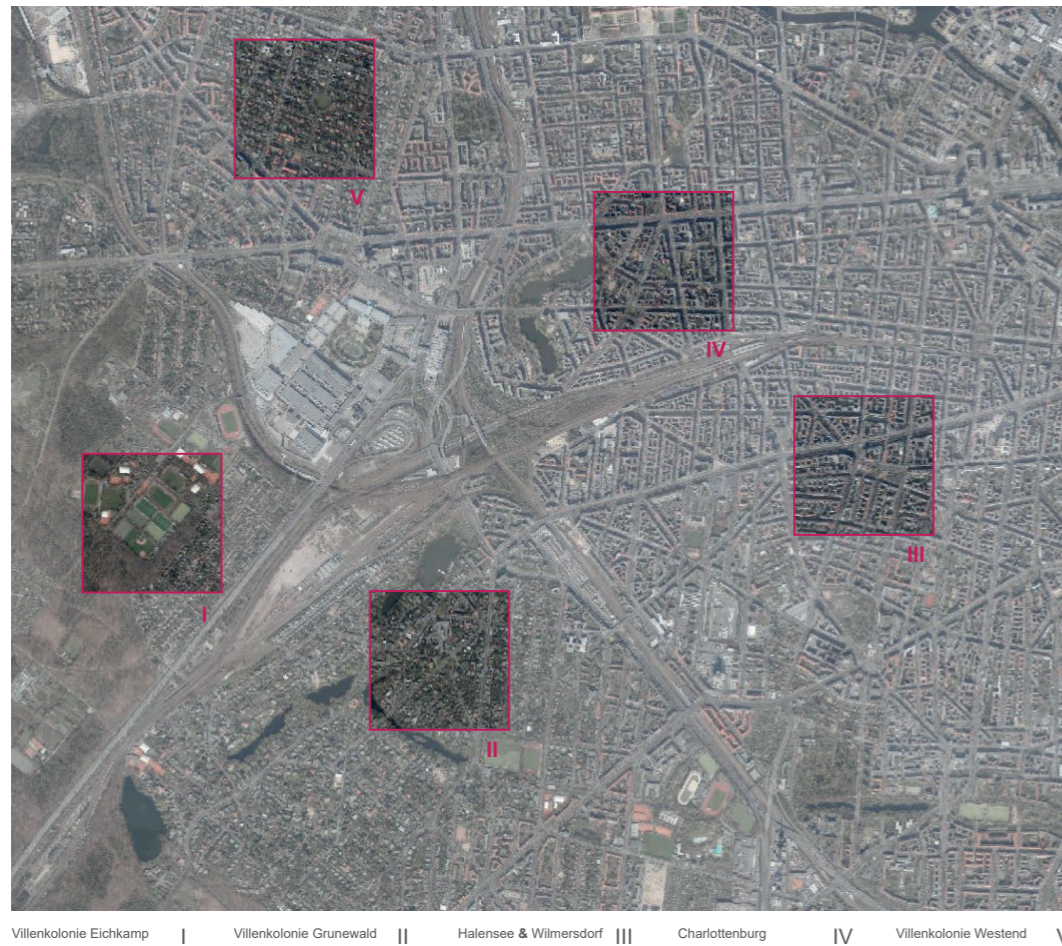 V
IV
III
I
II
Villenkolonie Eichkamp I Villenkolonie Grunewald II Halensee & Wilmersdorf III Charlottenburg IV Villenkolonie Westend V